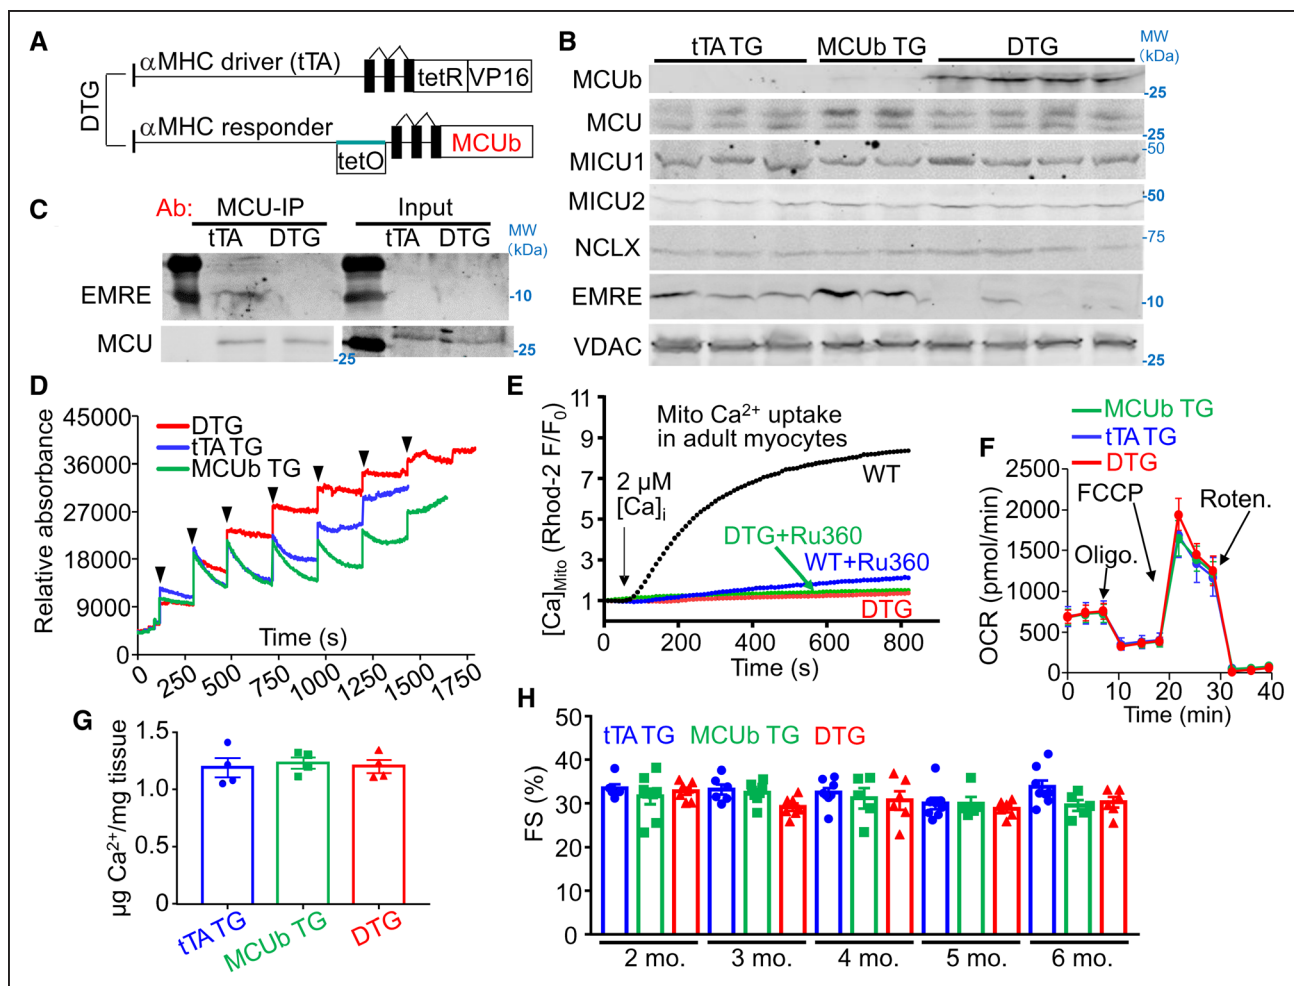 A
αMHC driver (tTA)
tetR VP16
DTG
αMHC responder
tetO
MCUb
B
tTA TG MCUb TG DTG
MW
(kDa)
MCUb
-25
MCU
-25
MICU1
-50
MICU2
-50
NCLX
-75
EMRE
-10
VDAC
-25
C
Ab: MCU-IP Input
tTA DTG tTA DTG
MW
(kDa)
EMRE
-10
MCU
-25
-25
D
Relative absorbance
45000
36000
27000
18000
9000
0
DTG
tTA TG
MCUb TG
Time (s)
0 250 500 750 1000 1250 1500 1750
E
[Ca]Mito (Rhod-2 F/F0)
11
9
7
5
3
1
Mito Ca2+ uptake
in adult myocytes
2 µM
[Ca]i
WT
DTG+Ru360
WT+Ru360
DTG
0 200 400 600 800
Time (s)
F
MCUb TG
tTA TG
DTG
OCR (pmol/min)
2500
2000
1500
1000
500
0
FCCP
Roten.
Oligo.
0 10 20 30 40
Time (min)
G
µg Ca2+/mg tissue
1.5
1.2
0.5
0
tTA TG
MCUb TG
DTG
H
FS (%)
50
40
30
20
10
0
tTA TG MCUb TG DTG
2 mo. 3 mo. 4 mo. 5 mo. 6 mo.